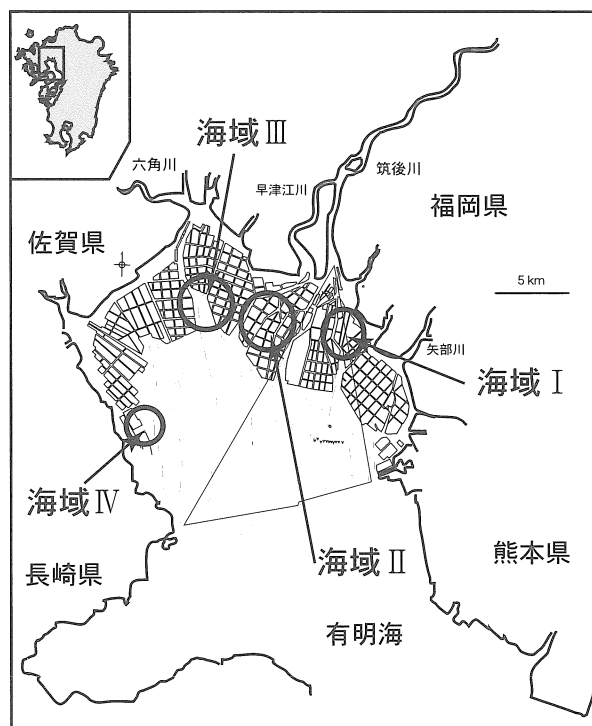 海域Ⅲ
六角川
早津江川
筑後川
福岡県
佐賀県
5 km
矢部川
海域Ⅰ
海域Ⅳ
海域Ⅱ
熊本県
長崎県
有明海